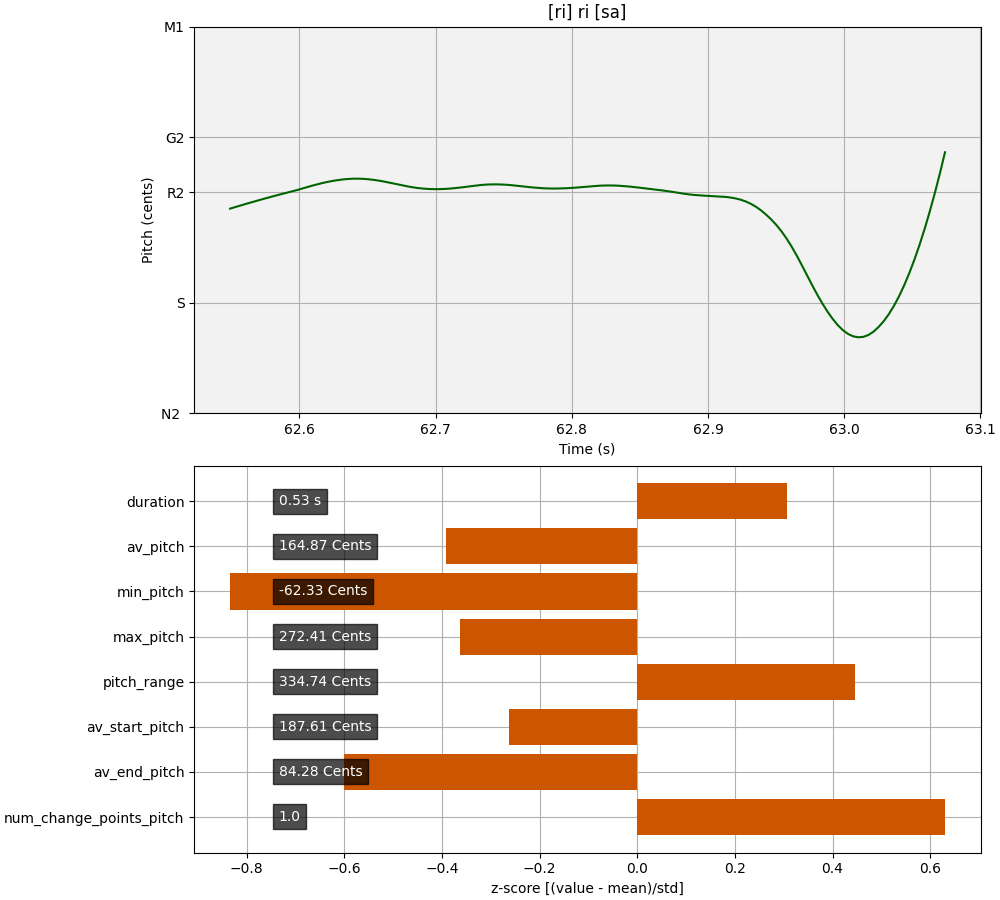 [ri] ri [sa]
M1
G2
R2
S
N2
Pitch (cents)
62.6 62.7 62.8 62.9 63.0 63.1
Time (s)
duration 0.53 s
av_pitch 164.87 Cents
min_pitch -62.33 Cents
max_pitch 272.41 Cents
pitch_range 334.74 Cents
av_start_pitch 187.61 Cents
av_end_pitch 84.28 Cents
num_change_points_pitch 1.0
−0.8 −0.6 −0.4 −0.2 0.0 0.2 0.4 0.6
z-score [(value - mean)/std]